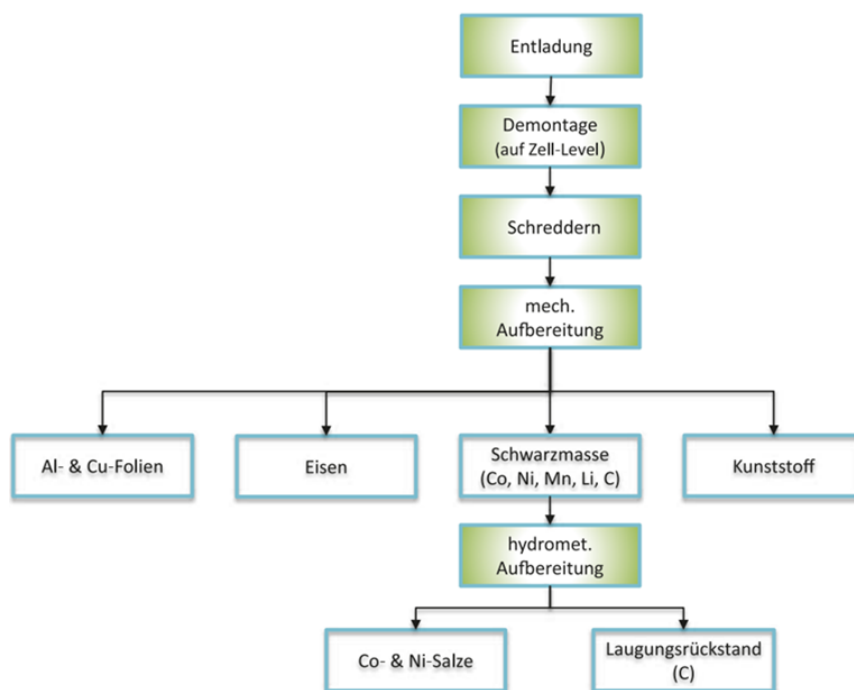 Entladung
Demontage
(auf Zell-Level)
Schreddern
mech.
Aufbereitung
Al- & Cu-Folien
Eisen
Schwarzmasse
(Co, Ni, Mn, Li, C)
Kunststoff
hydromet.
Aufbereitung
Co- & Ni-Salze
Laugungsrückstand
(C)